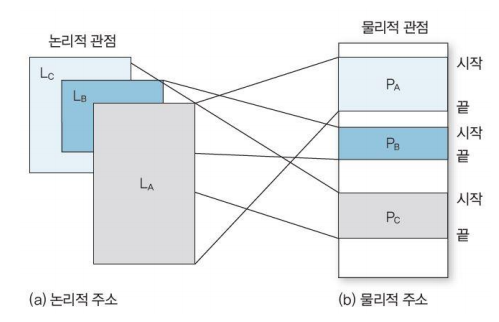 논리적 관점
물리적 관점
L_C
L_B
L_A
P_A
P_B
P_C
시작
끝
시작
끝
시작
끝
(a) 논리적 주소
(b) 물리적 주소